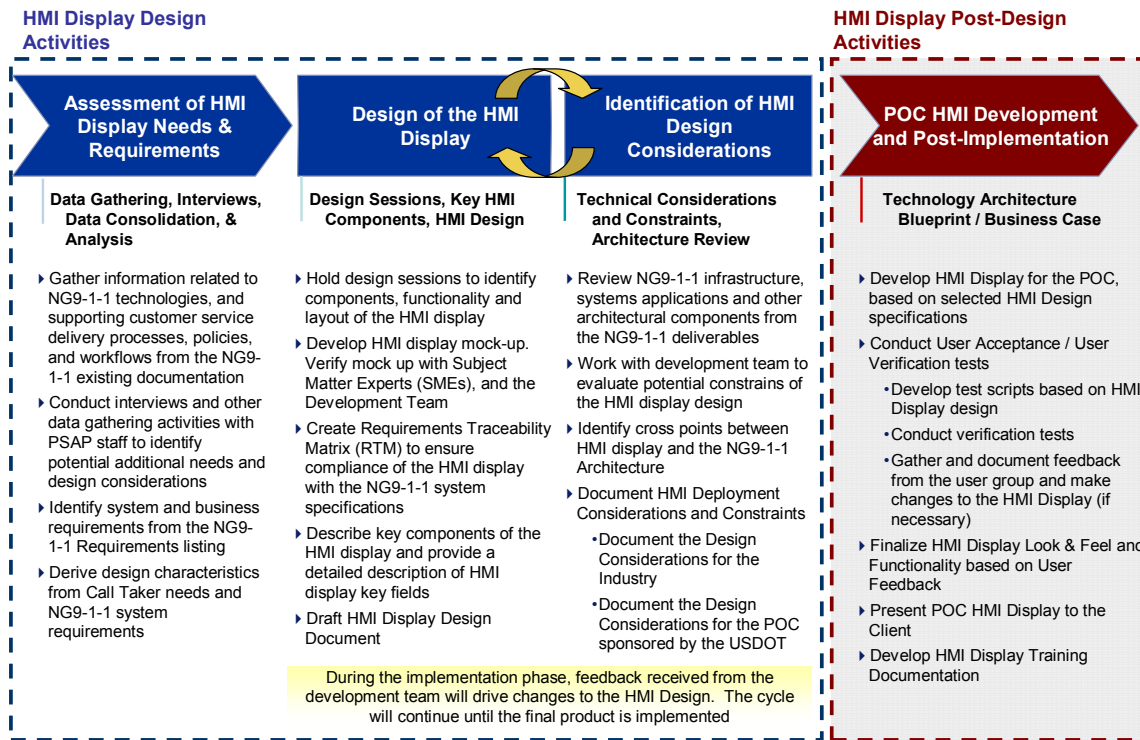 HMI Display Design
Activities
Assessment of HMI
Display Needs &
Requirements
Data Gathering, Interviews,
Data Consolidation, &
Analysis
Gather information related to
NG9-1-1 technologies, and
supporting customer service
delivery processes, policies,
and workflows from the NG9-
1-1 existing documentation
Conduct interviews and other
data gathering activities with
PSAP staff to identify
potential additional needs and
design considerations
Identify system and business
requirements from the NG9-
1-1 Requirements listing
Derive design characteristics
from Call Taker needs and
NG9-1-1 system
requirements
Design of the HMI
Display
Design Sessions, Key HMI
Components, HMI Design
Hold design sessions to identify
components, functionality and
layout of the HMI display
Develop HMI display mock-up.
Verify mock up with Subject
Matter Experts (SMEs), and the
Development Team
Create Requirements Traceability
Matrix (RTM) to ensure
compliance of the HMI display
with the NG9-1-1 system
specifications
Describe key components of the
HMI display and provide a
detailed description of HMI
display key fields
Draft HMI Display Design
Document
Identification of HMI
Design
Considerations
Technical Considerations
and Constraints,
Architecture Review
Review NG9-1-1 infrastructure,
systems applications and other
architectural components from
the NG9-1-1 deliverables
Work with development team to
evaluate potential constrains of
the HMI display design
Identify cross points between
HMI display and the NG9-1-1
Architecture
Document HMI Deployment
Considerations and Constraints
•Document the Design
Considerations for the
Industry
•Document the Design
Considerations for the POC
sponsored by the USDOT
During the implementation phase, feedback received from the
development team will drive changes to the HMI Design. The cycle
will continue until the final product is implemented
HMI Display Post-Design
Activities
POC HMI Development
and Post-Implementation
Technology Architecture
Blueprint / Business Case
Develop HMI Display for the POC,
based on selected HMI Design
specifications
Conduct User Acceptance / User
Verification tests
•Develop test scripts based on HMI
Display design
•Conduct verification tests
•Gather and document feedback
from the user group and make
changes to the HMI Display (if
necessary)
Finalize HMI Display Look & Feel and
Functionality based on User
Feedback
Present POC HMI Display to the
Client
Develop HMI Display Training
Documentation